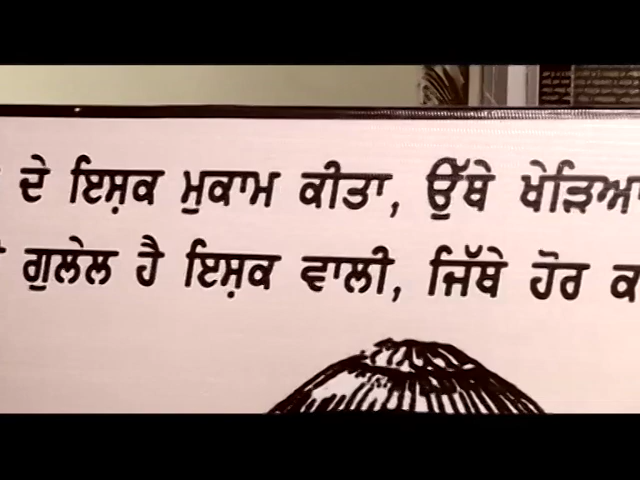 ਦੇ ਇਸ਼ਕ ਮੁਕਾਮ ਕੀਤਾ, ਉੱਥੇ
ਗੁਲੇਲ ਹੈ ਇਸ਼ਕ ਵਾਲੀ, ਜਿੱਥੇ ਹੋਰ